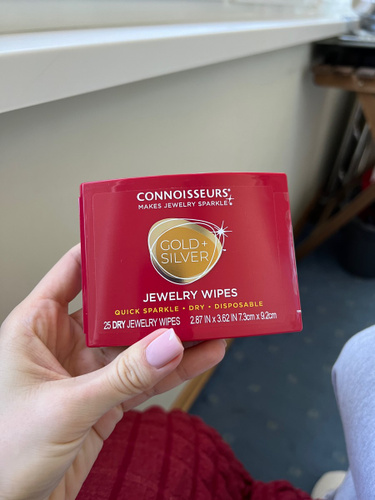 CONNOISSEURS®
MAKES JEWELRY SPARKLE
GOLD+
SILVER
JEWELRY WIPES
QUICK SPARKLE • DRY • DISPOSABLE
25 DRY JEWELRY WIPES 2.87 IN x 3.62 IN 7.3cm x 9.2cm